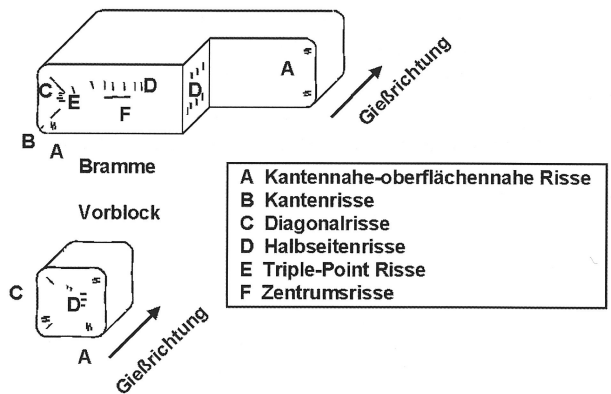 C E D F D A
Gießrichtung
B A
Bramme
A Kantennahe-oberflächennahe Risse
B Kantenrisse
C Diagonalrisse
D Halbseitenrisse
E Triple-Point Risse
F Zentrumsrisse
Vorblock
C D
A
Gießrichtung